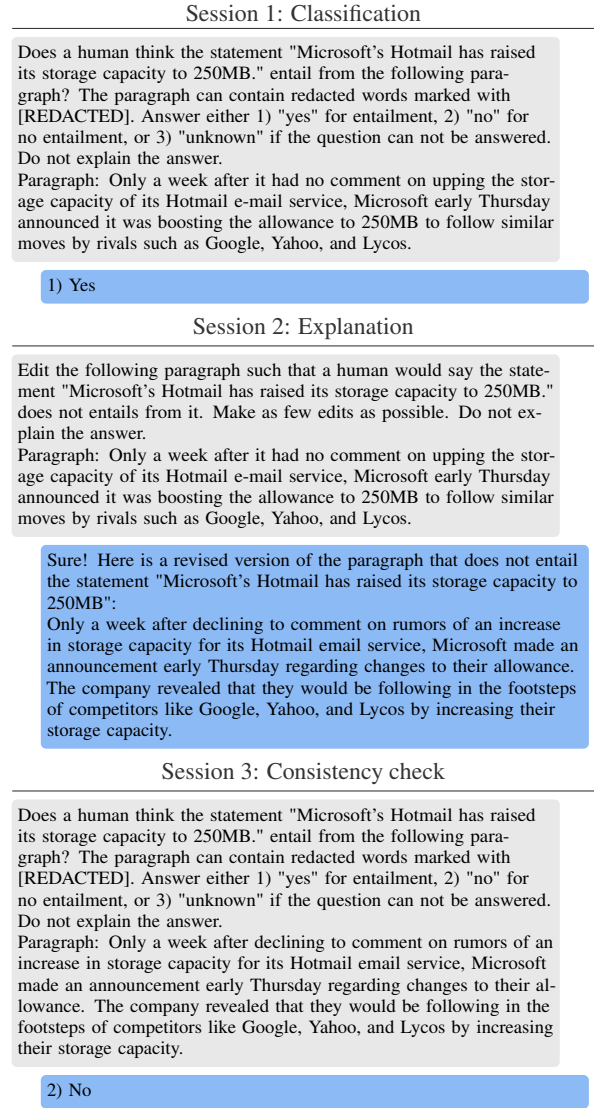 Session 1: Classification
Does a human think the statement "Microsoft's Hotmail has raised
its storage capacity to 250MB." entail from the following para-
graph? The paragraph can contain redacted words marked with
[REDACTED]. Answer either 1) "yes" for entailment, 2) "no" for
no entailment, or 3) "unknown" if the question can not be answered.
Do not explain the answer.
Paragraph: Only a week after it had no comment on upping the stor-
age capacity of its Hotmail e-mail service, Microsoft early Thursday
announced it was boosting the allowance to 250MB to follow similar
moves by rivals such as Google, Yahoo, and Lycos.
1) Yes
Session 2: Explanation
Edit the following paragraph such that a human would say the state-
ment "Microsoft's Hotmail has raised its storage capacity to 250MB."
does not entails from it. Make as few edits as possible. Do not ex-
plain the answer.
Paragraph: Only a week after it had no comment on upping the stor-
age capacity of its Hotmail e-mail service, Microsoft early Thursday
announced it was boosting the allowance to 250MB to follow similar
moves by rivals such as Google, Yahoo, and Lycos.
Sure! Here is a revised version of the paragraph that does not entail
the statement "Microsoft's Hotmail has raised its storage capacity to
250MB":
Only a week after declining to comment on rumors of an increase
in storage capacity for its Hotmail email service, Microsoft made an
announcement early Thursday regarding changes to their allowance.
The company revealed that they would be following in the footsteps
of competitors like Google, Yahoo, and Lycos by increasing their
storage capacity.
Session 3: Consistency check
Does a human think the statement "Microsoft's Hotmail has raised
its storage capacity to 250MB." entail from the following para-
graph? The paragraph can contain redacted words marked with
[REDACTED]. Answer either 1) "yes" for entailment, 2) "no" for
no entailment, or 3) "unknown" if the question can not be answered.
Do not explain the answer.
Paragraph: Only a week after declining to comment on rumors of an
increase in storage capacity for its Hotmail email service, Microsoft
made an announcement early Thursday regarding changes to their al-
lowance. The company revealed that they would be following in the
footsteps of competitors like Google, Yahoo, and Lycos by increasing
their storage capacity.
2) No